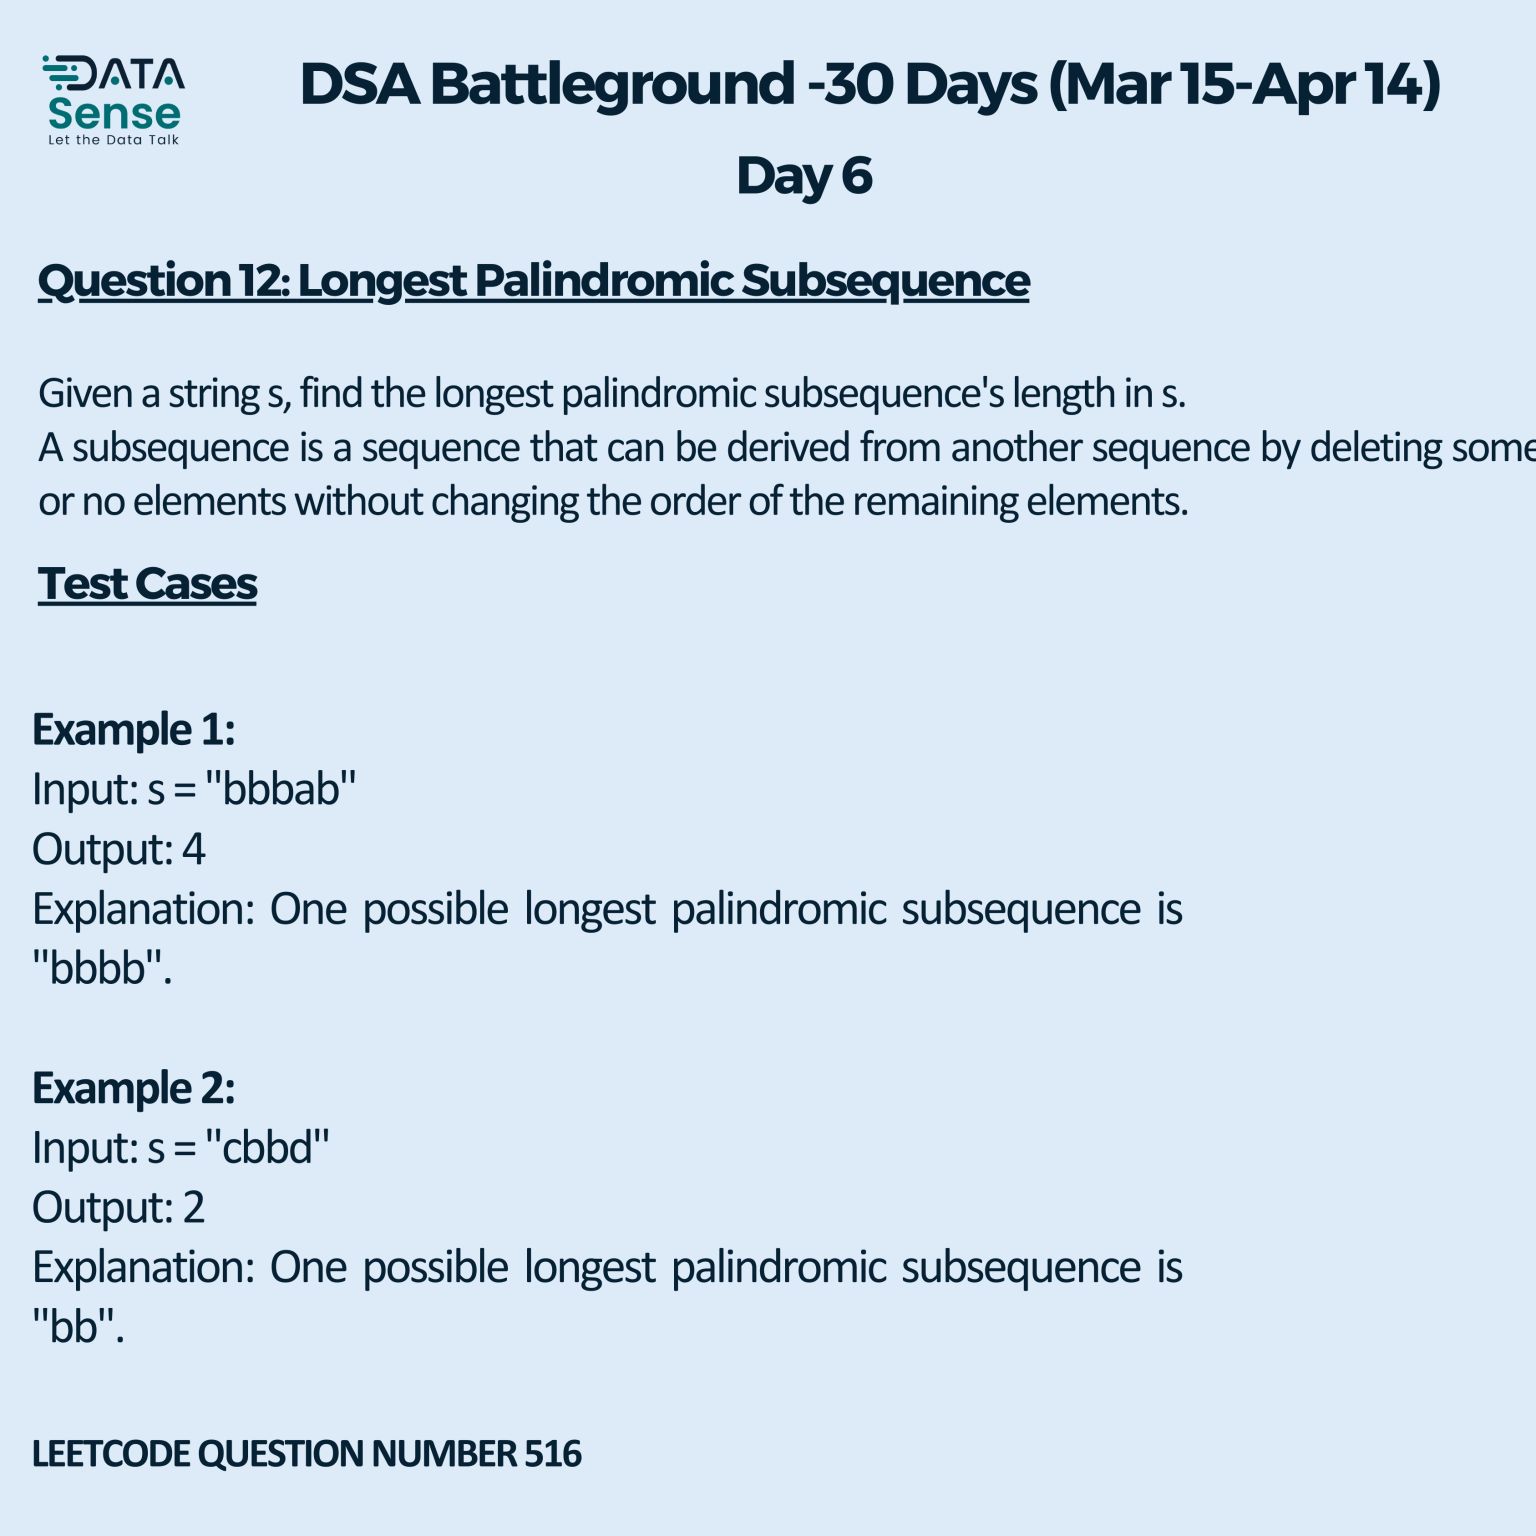 DATA
Sense
Let the Data Talk
DSA Battleground -30 Days (Mar 15-Apr 14)
Day 6
Question 12: Longest Palindromic Subsequence
Given a string s, find the longest palindromic subsequence's length in s.
A subsequence is a sequence that can be derived from another sequence by deleting some
or no elements without changing the order of the remaining elements.
Test Cases
Example 1:
Input: s = "bbbab"
Output: 4
Explanation: One possible longest palindromic subsequence is
"bbbb".
Example 2:
Input: s = "cbbd"
Output: 2
Explanation: One possible longest palindromic subsequence is
"bb".
LEETCODE QUESTION NUMBER 516